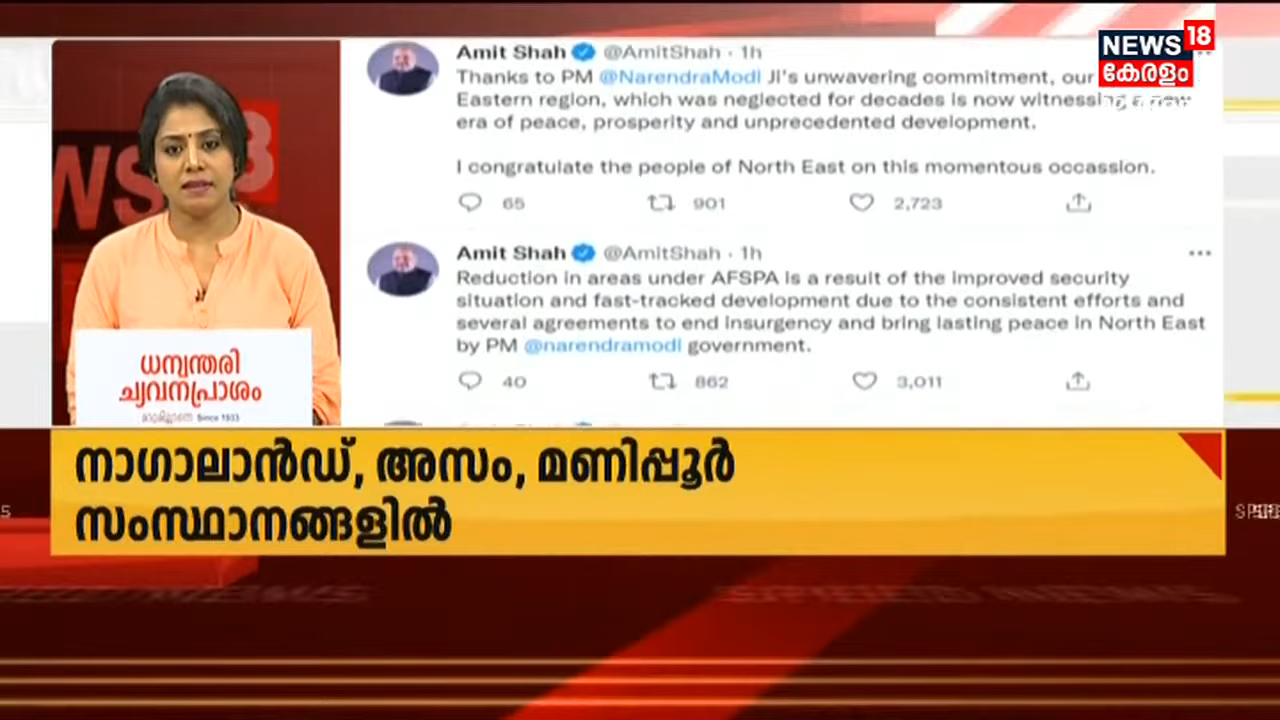 NEWS 18
കേരളം
Amit Shah @AmitShah · 1h
Thanks to PM @NarendraModi Ji's unwavering commitment, our
Eastern region, which was neglected for decades is now witnessing
era of peace, prosperity and unprecedented development.
I congratulate the people of North East on this momentous occassion.
65 901 2,723
Amit Shah @AmitShah · 1h
Reduction in areas under AFSPA is a result of the improved security
situation and fast-tracked development due to the consistent efforts and
several agreements to end insurgency and bring lasting peace in North East
by PM @narendramodi government.
40 862 3,011
ധന്വന്തരി
ച്യവനപ്രാശം
Since 1933
നാഗാലാൻഡ്, അസം, മണിപ്പൂർ
സംസ്ഥാനങ്ങളിൽ